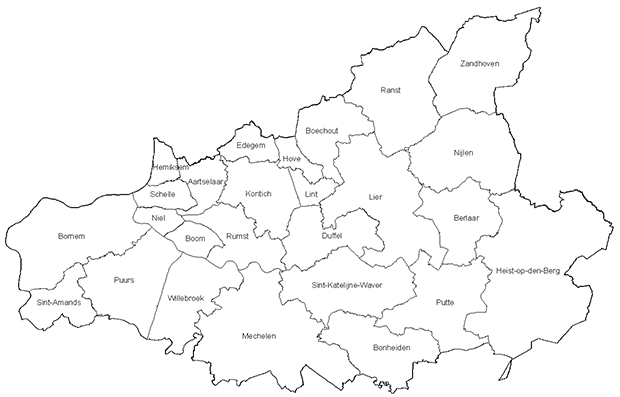 Zandhoven
Ranst
Boechout
Edegem
Hove
Nijlen
Hemiksem
Aartselaar
Schelle
Kontich
Lint
Lier
Niel
Berlaar
Bornem
Boom
Rumst
Duffel
Heist-op-den-Berg
Puurs
Sint-Katelijne-Waver
Sint-Amands
Willebroek
Putte
Mechelen
Bonheiden